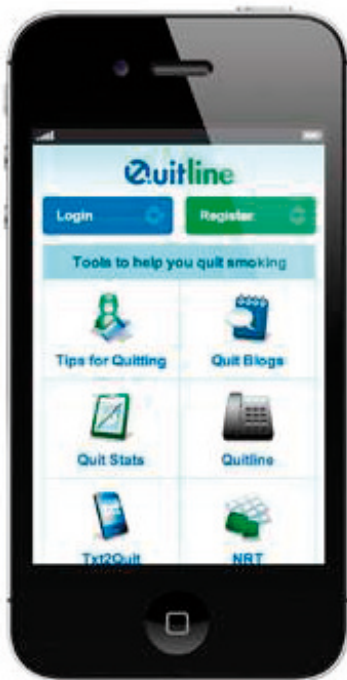 Quitline
Login Register
Tools to help you quit smoking
Tips for Quitting Quit Blogs
Quit Stats Quitline
Txt2Quit NRT